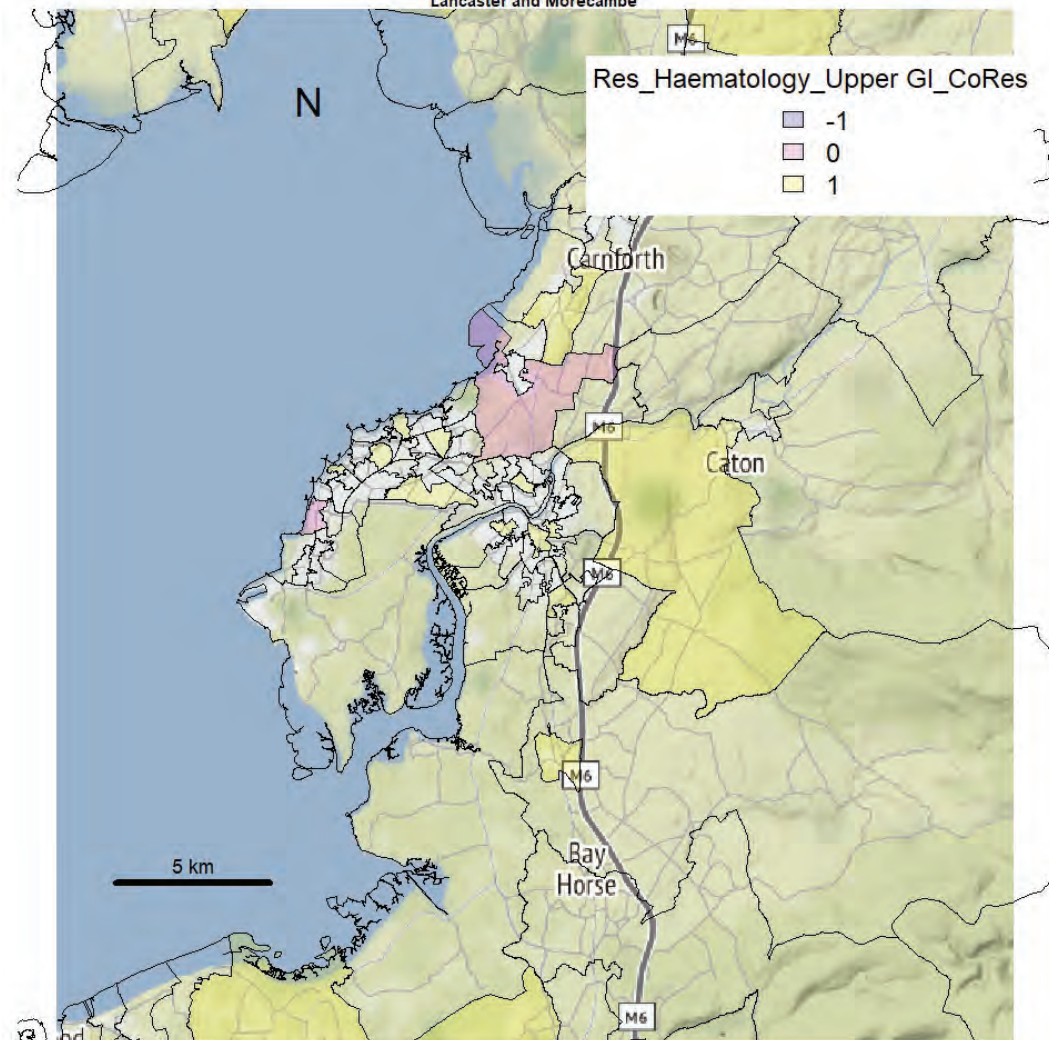 Lancaster and Morecambe
M6
N
Res_Haematology_Upper GI_CoRes
-1
0
1
Carnforth
M6
Caton
M6
M6
5 km
Bay
Horse
M6